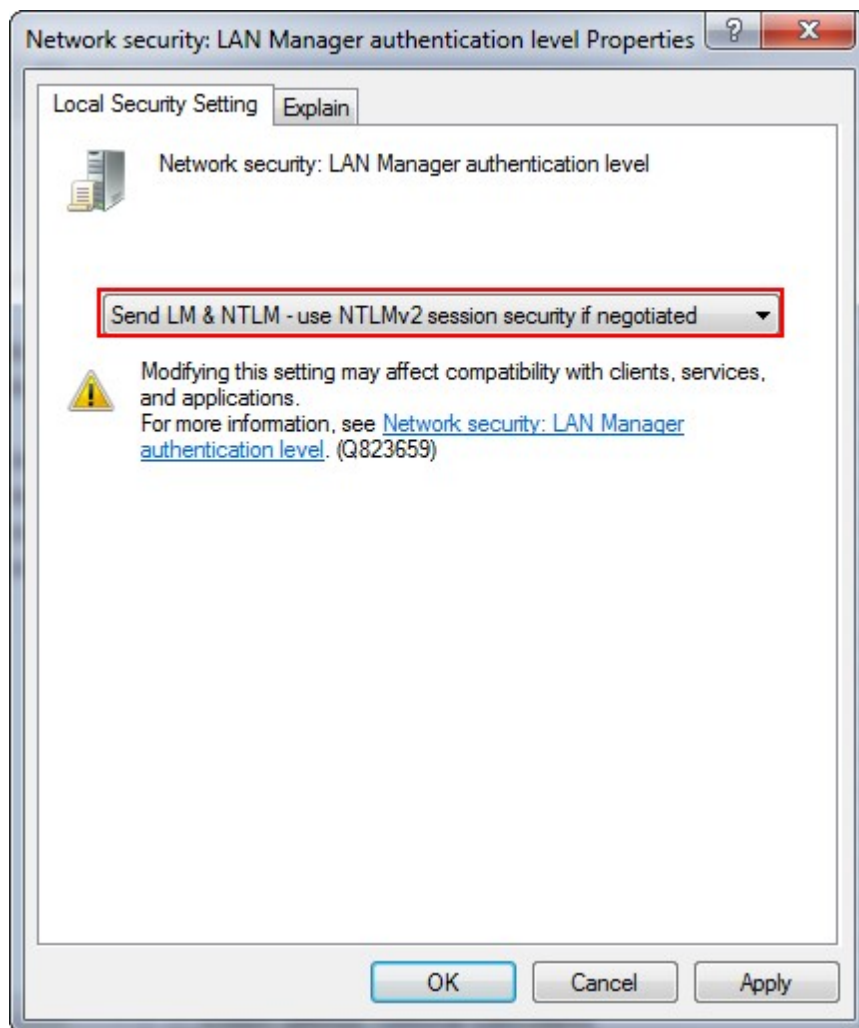 Network security: LAN Manager authentication level Properties
Local Security Setting
Explain
Network security: LAN Manager authentication level
Send LM & NTLM - use NTLMv2 session security if negotiated
Modifying this setting may affect compatibility with clients, services,
and applications.
For more information, see Network security: LAN Manager
authentication level. (Q823659)
OK
Cancel
Apply